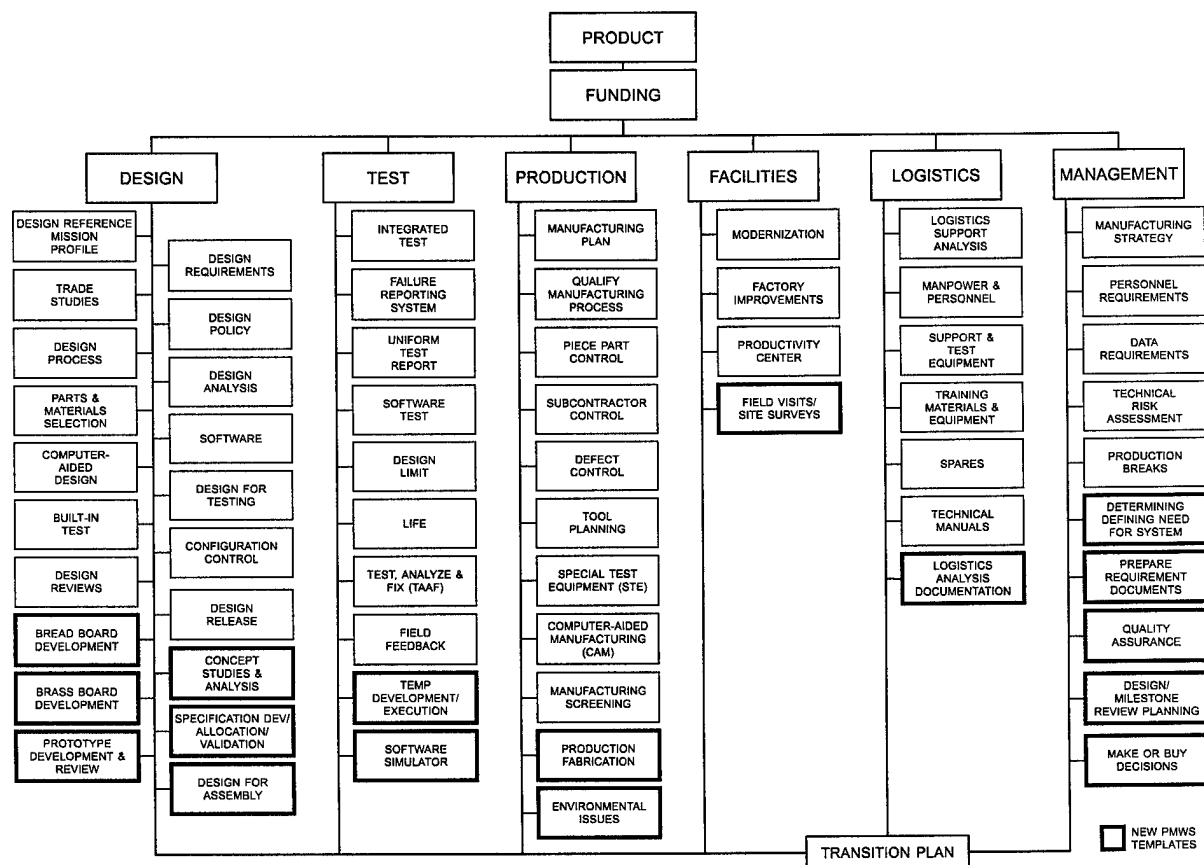 PRODUCT
FUNDING
DESIGN
TEST
PRODUCTION
FACILITIES
LOGISTICS
MANAGEMENT
DESIGN REFERENCE
MISSION
PROFILE
TRADE
STUDIES
DESIGN
PROCESS
PARTS &
MATERIALS
SELECTION
COMPUTER-
AIDED
DESIGN
BUILT-IN
TEST
DESIGN
REVIEWS
BREAD BOARD
DEVELOPMENT
BRASS BOARD
DEVELOPMENT
PROTOTYPE
DEVELOPMENT &
REVIEW
DESIGN
REQUIREMENTS
DESIGN
POLICY
DESIGN
ANALYSIS
SOFTWARE
DESIGN FOR
TESTING
CONFIGURATION
CONTROL
DESIGN
RELEASE
CONCEPT
STUDIES &
ANALYSIS
SPECIFICATION DEV/
ALLOCATION/
VALIDATION
DESIGN FOR
ASSEMBLY
INTEGRATED
TEST
FAILURE
REPORTING
SYSTEM
UNIFORM
TEST
REPORT
SOFTWARE
TEST
DESIGN
LIMIT
LIFE
TEST, ANALYZE &
FIX (TAAF)
FIELD
FEEDBACK
TEMP
DEVELOPMENT/
EXECUTION
SOFTWARE
SIMULATOR
MANUFACTURING
PLAN
QUALIFY
MANUFACTURING
PROCESS
PIECE PART
CONTROL
SUBCONTRACTOR
CONTROL
DEFECT
CONTROL
TOOL
PLANNING
SPECIAL TEST
EQUIPMENT (STE)
COMPUTER-AIDED
MANUFACTURING
(CAM)
MANUFACTURING
SCREENING
PRODUCTION
FABRICATION
ENVIRONMENTAL
ISSUES
MODERNIZATION
FACTORY
IMPROVEMENTS
PRODUCTIVITY
CENTER
FIELD VISITS/
SITE SURVEYS
LOGISTICS
SUPPORT
ANALYSIS
MANPOWER &
PERSONNEL
SUPPORT &
TEST
EQUIPMENT
TRAINING
MATERIALS &
EQUIPMENT
SPARES
TECHNICAL
MANUALS
LOGISTICS
ANALYSIS
DOCUMENTATION
MANUFACTURING
STRATEGY
PERSONNEL
REQUIREMENTS
DATA
REQUIREMENTS
TECHNICAL
RISK
ASSESSMENT
PRODUCTION
BREAKS
DETERMINING
DEFINING NEED
FOR SYSTEM
PREPARE
REQUIREMENT
DOCUMENTS
QUALITY
ASSURANCE
DESIGN/
MILESTONE
REVIEW PLANNING
MAKE OR BUY
DECISIONS
TRANSITION PLAN
NEW PMWS
TEMPLATES